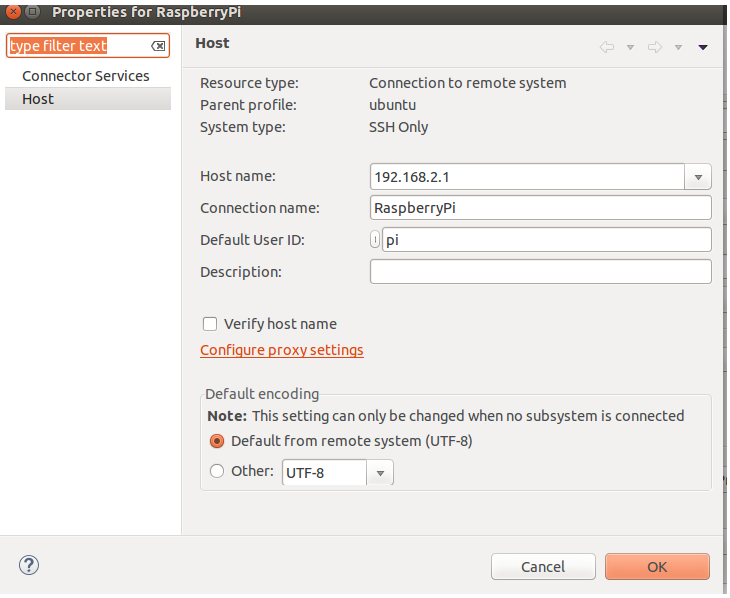 Properties for RaspberryPi
type filter text
Connector Services
Host
Host
Resource type: Connection to remote system
Parent profile: ubuntu
System type: SSH Only
Host name: 192.168.2.1
Connection name: RaspberryPi
Default User ID: pi
Description:
Verify host name
Configure proxy settings
Default encoding
Note: This setting can only be changed when no subsystem is connected
Default from remote system (UTF-8)
Other: UTF-8
Cancel OK